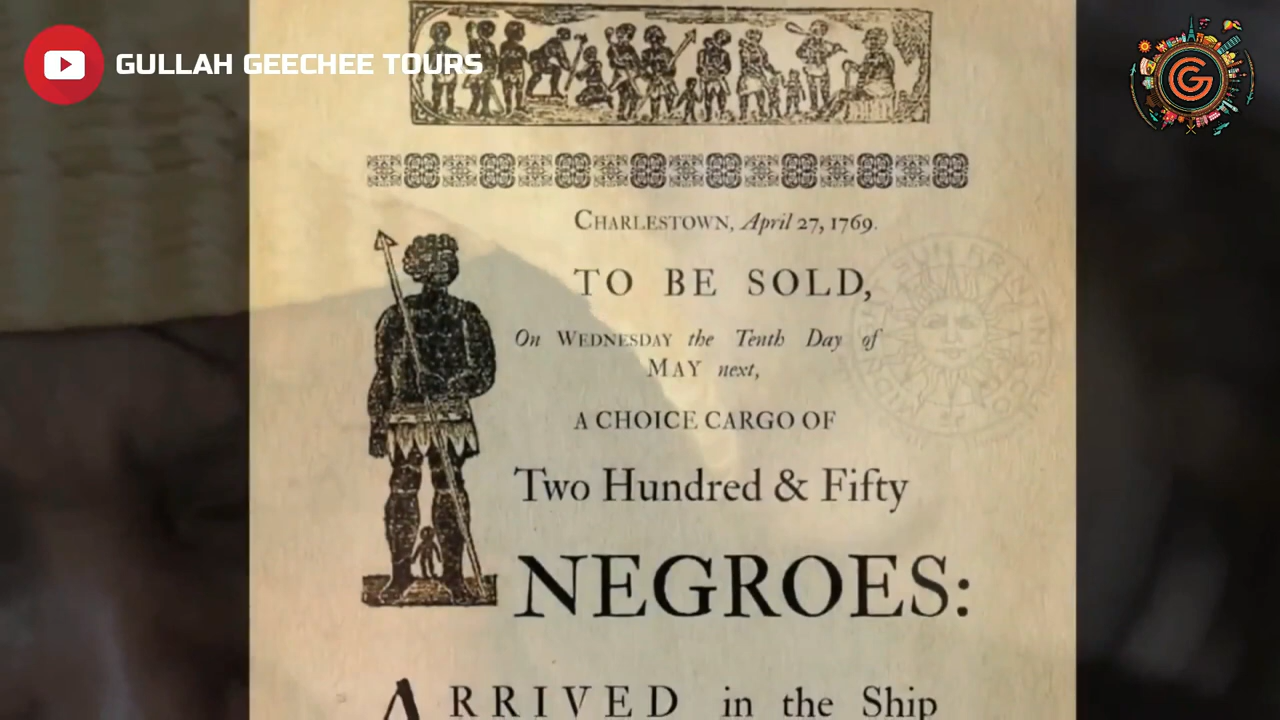 GULLAH GEECHEE TOURS
CHARLESTOWN, April 27, 1769.
TO BE SOLD,
On WEDNESDAY the Tenth Day of
MAY next,
A CHOICE CARGO OF
Two Hundred & Fifty
NEGROES:
ARRIVED in the Ship